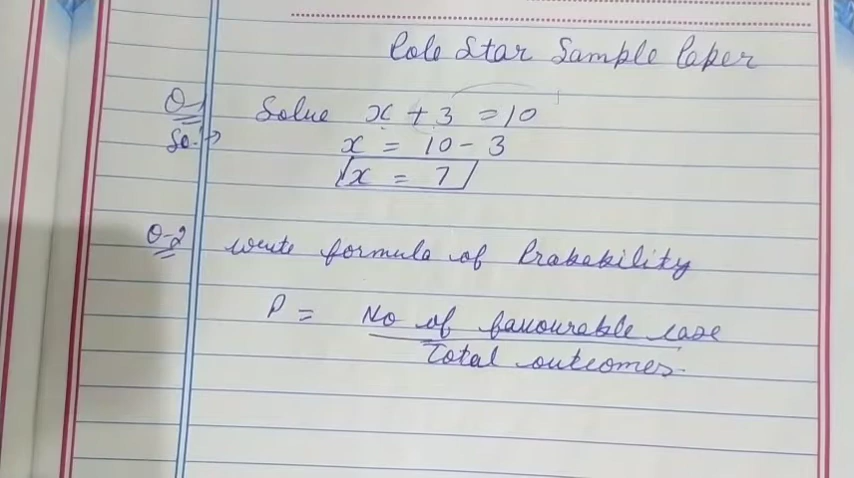 Pole Star Sample Paper
Q-1 Solve x + 3 = 10
So:→ x = 10 - 3
x = 7
Q-2 write formula of Probability
P = No of favourable case
Total outcomes.